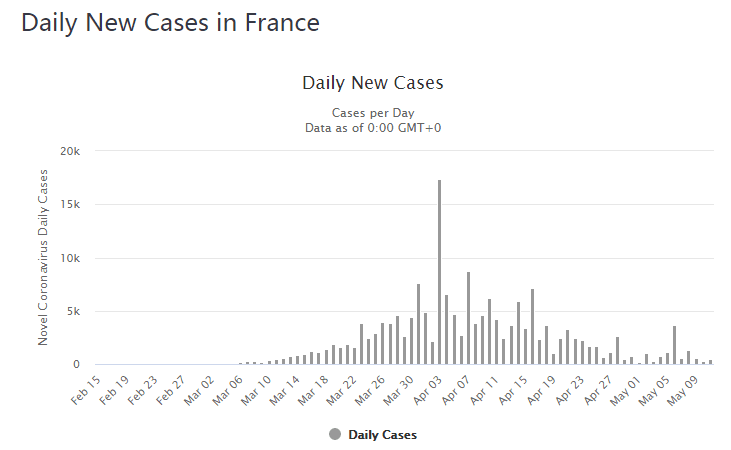 Daily New Cases in France
Daily New Cases
Cases per Day
Data as of 0:00 GMT+0
Novel Coronavirus Daily Cases
20k
15k
10k
5k
0
Feb 15
Feb 19
Feb 23
Feb 27
Mar 02
Mar 06
Mar 10
Mar 14
Mar 18
Mar 22
Mar 26
Mar 30
Apr 03
Apr 07
Apr 11
Apr 15
Apr 19
Apr 23
Apr 27
May 01
May 05
May 09
Daily Cases